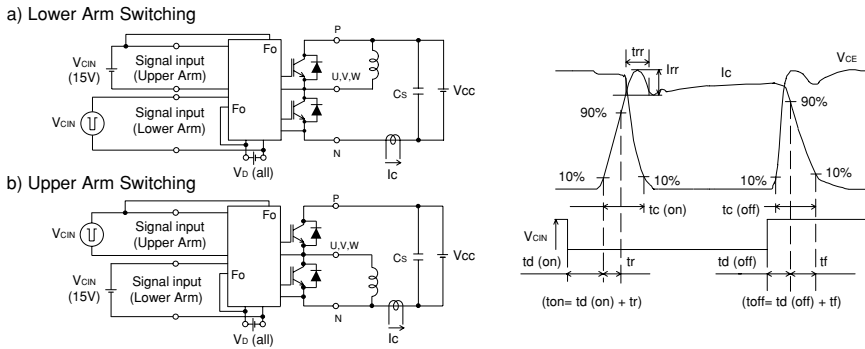 a) Lower Arm Switching
P
Fo
Signal input
(Upper Arm)
VCIN
(15V)
U,V,W
CS
Vcc
Signal input
(Lower Arm)
VCIN
Fo
N
VD (all)
Ic
b) Upper Arm Switching
P
Fo
Signal input
(Upper Arm)
VCIN
U,V,W
CS
Vcc
VCIN
(15V)
Signal input
(Lower Arm)
Fo
N
VD (all)
Ic
trr
Irr
Ic
VCE
90%
90%
10%
10%
10%
10%
tc (on)
tc (off)
VCIN
td (on)
tr
td (off)
tf
(ton= td (on) + tr)
(toff= td (off) + tf)